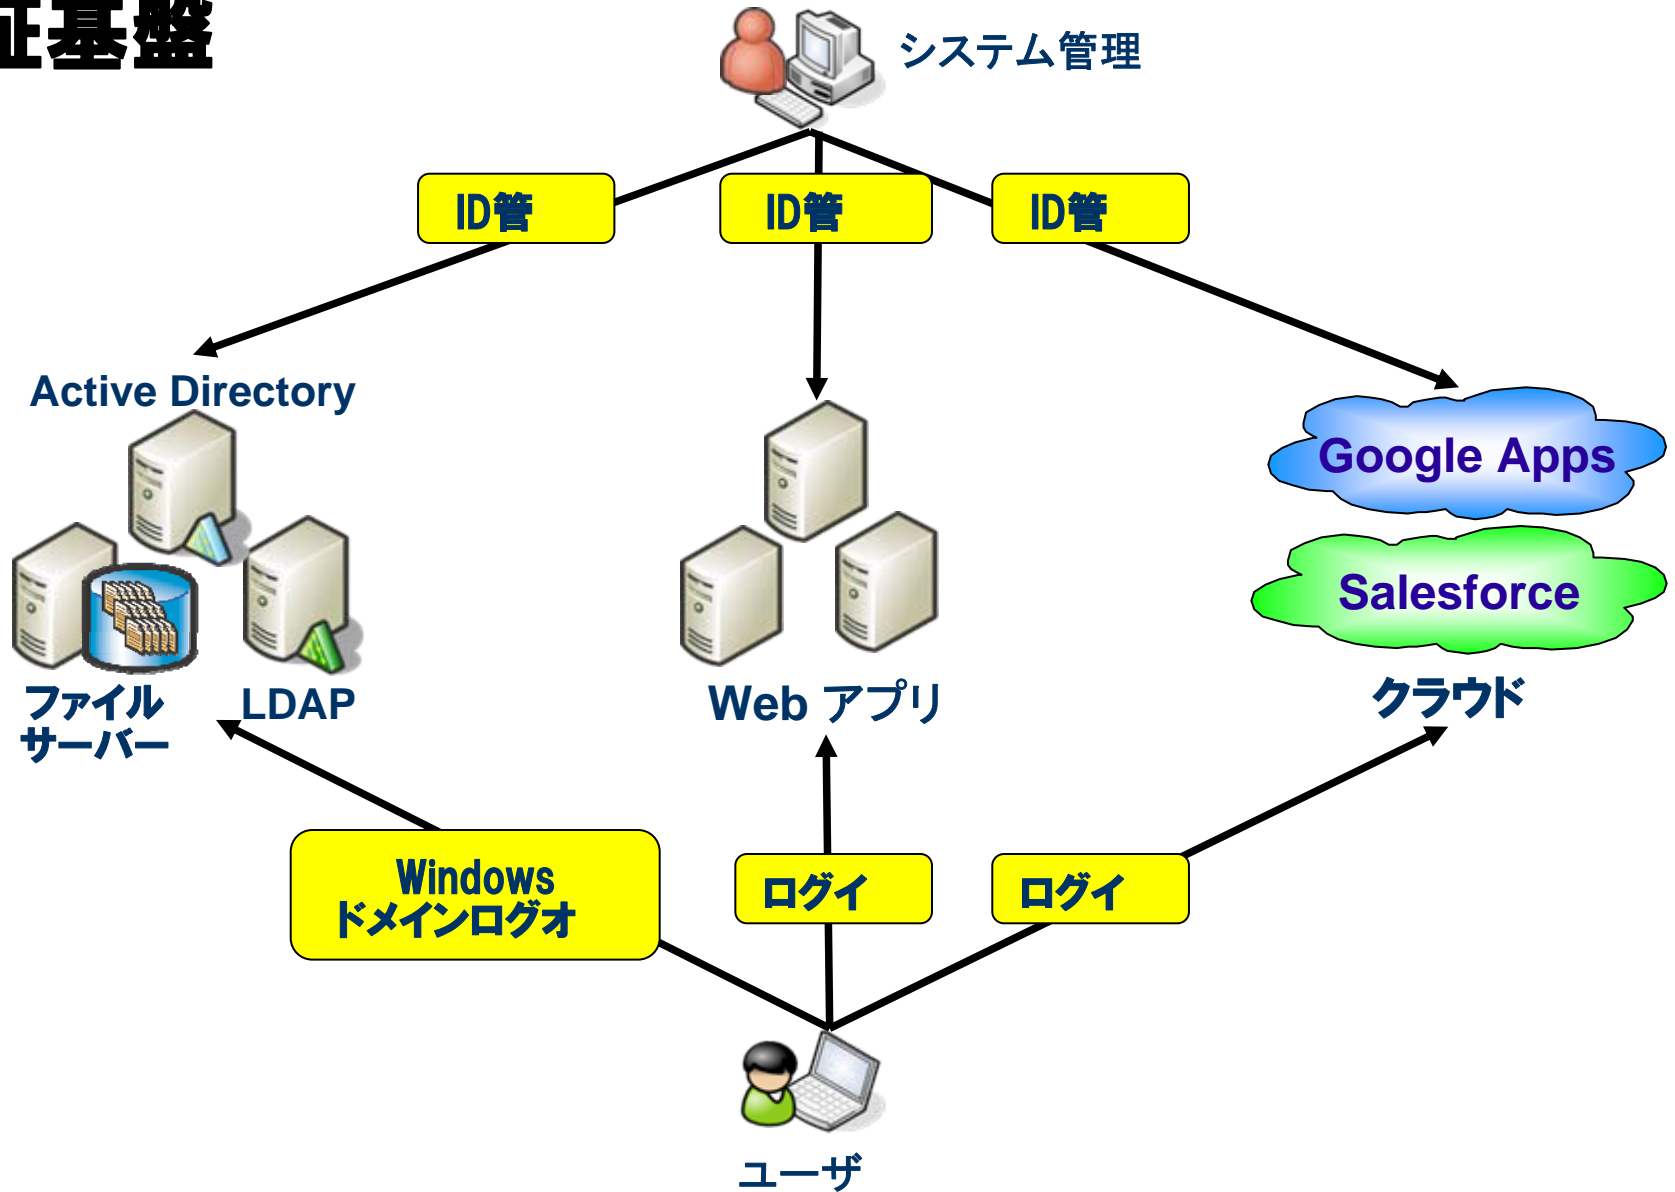 証基盤
システム管理
ID管
ID管
ID管
Active Directory
Google Apps
Salesforce
ファイル
サーバー
LDAP
Web アプリ
クラウド
Windows
ドメインログオ
ログイ
ログイ
ユーザ